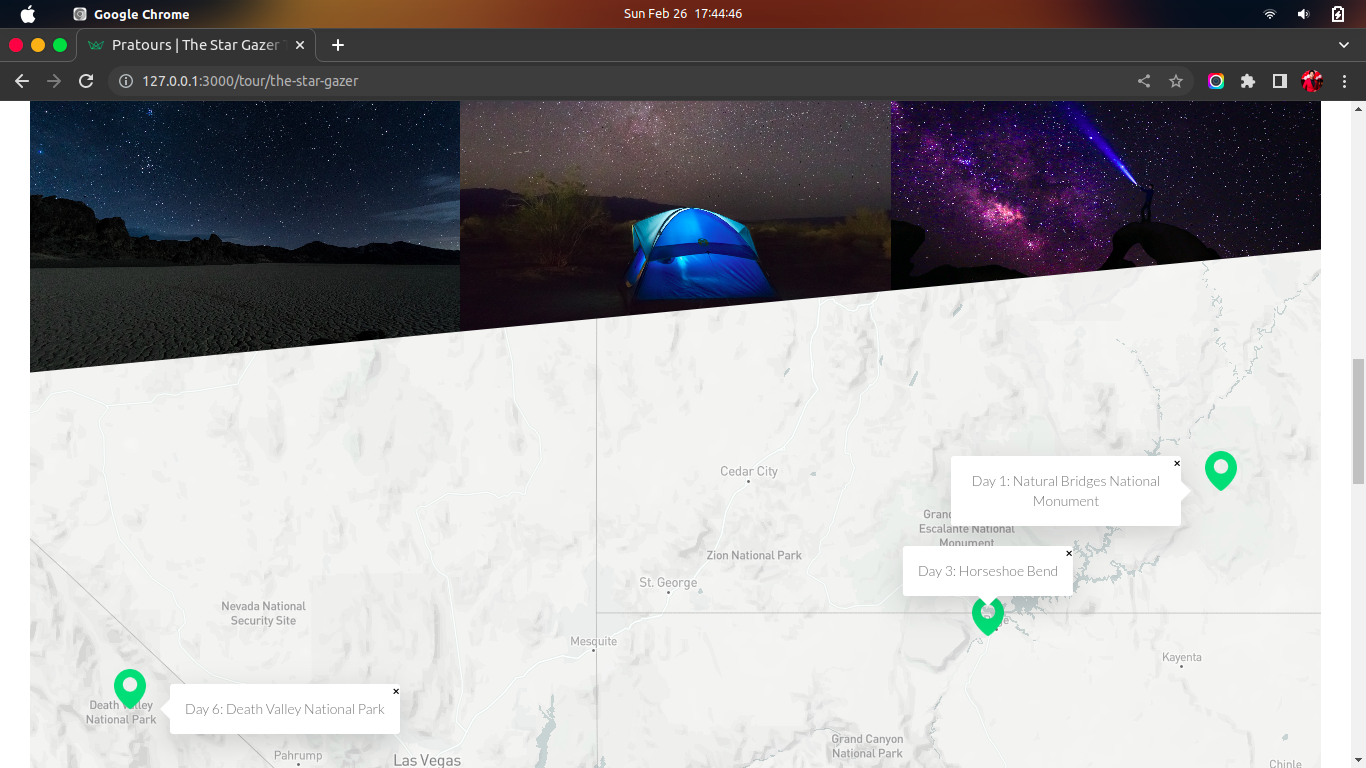 Google Chrome
Sun Feb 26 17:44:46
Pratours | The Star Gazer
127.0.0.1:3000/tour/the-star-gazer
Cedar City
Day 1: Natural Bridges National
Monument
Escalante National
Monument
Zion National Park
Day 3: Horseshoe Bend
St. George
Nevada National
Security Site
Mesquite
Kayenta
Death Valley
National Park
Day 6: Death Valley National Park
Grand Canyon
National Park
Pahrump
Las Vegas
Chinle